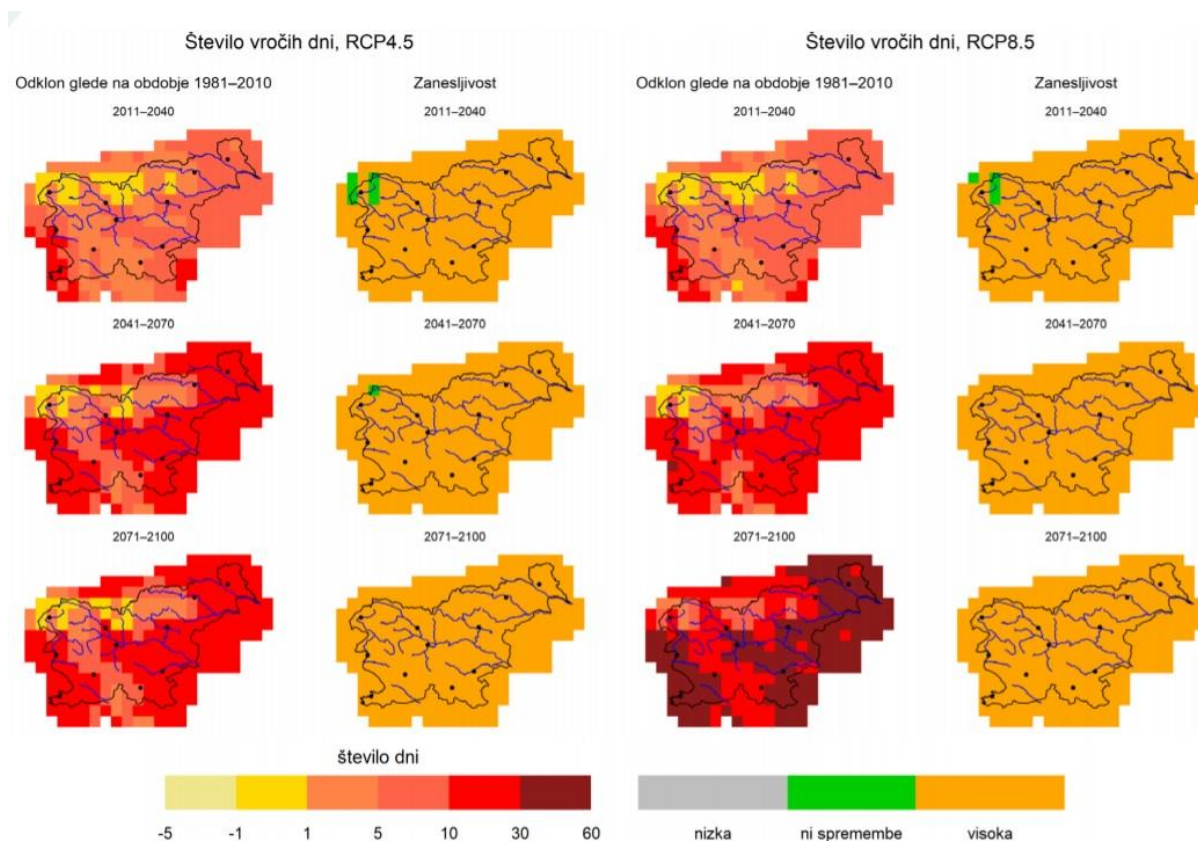 Število vročih dni, RCP4.5
Število vročih dni, RCP8.5
Odklon glede na obdobje 1981–2010
Zanesljivost
Odklon glede na obdobje 1981–2010
Zanesljivost
2011–2040
2011–2040
2011–2040
2011–2040
2041–2070
2041–2070
2041–2070
2041–2070
2071–2100
2071–2100
2071–2100
2071–2100
število dni
-5 -1 1 5 10 30 60
nizka ni spremembe visoka